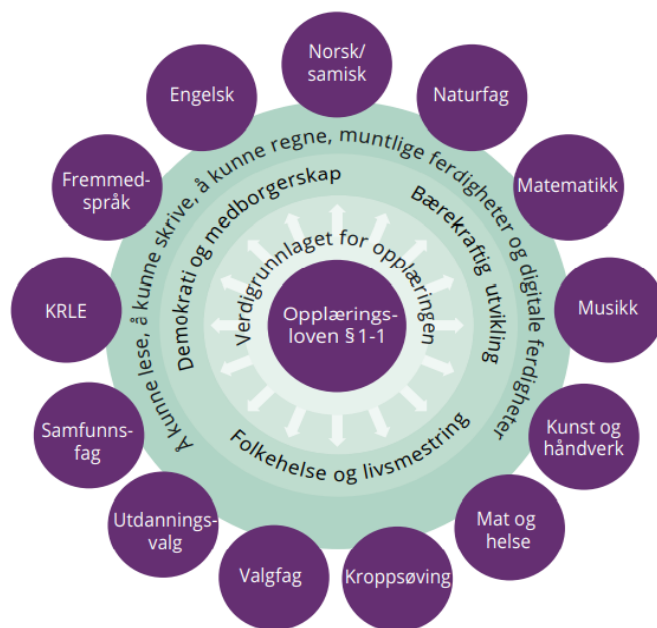 Norsk/
samisk
Naturfag
Matematikk
Musikk
Kunst og
håndverk
Mat og
helse
Kroppsøving
Valgfag
Utdannings-
valg
Samfunns-
fag
KRLE
Fremmed-
språk
Engelsk
Å kunne lese, å kunne skrive, å kunne regne, muntlige ferdigheter og digitale ferdigheter
Demokrati og medborgerskap
Bærekraftig utvikling
Folkehelse og livsmestring
Verdigrunnlaget for opplæringen
Opplærings-
loven § 1-1